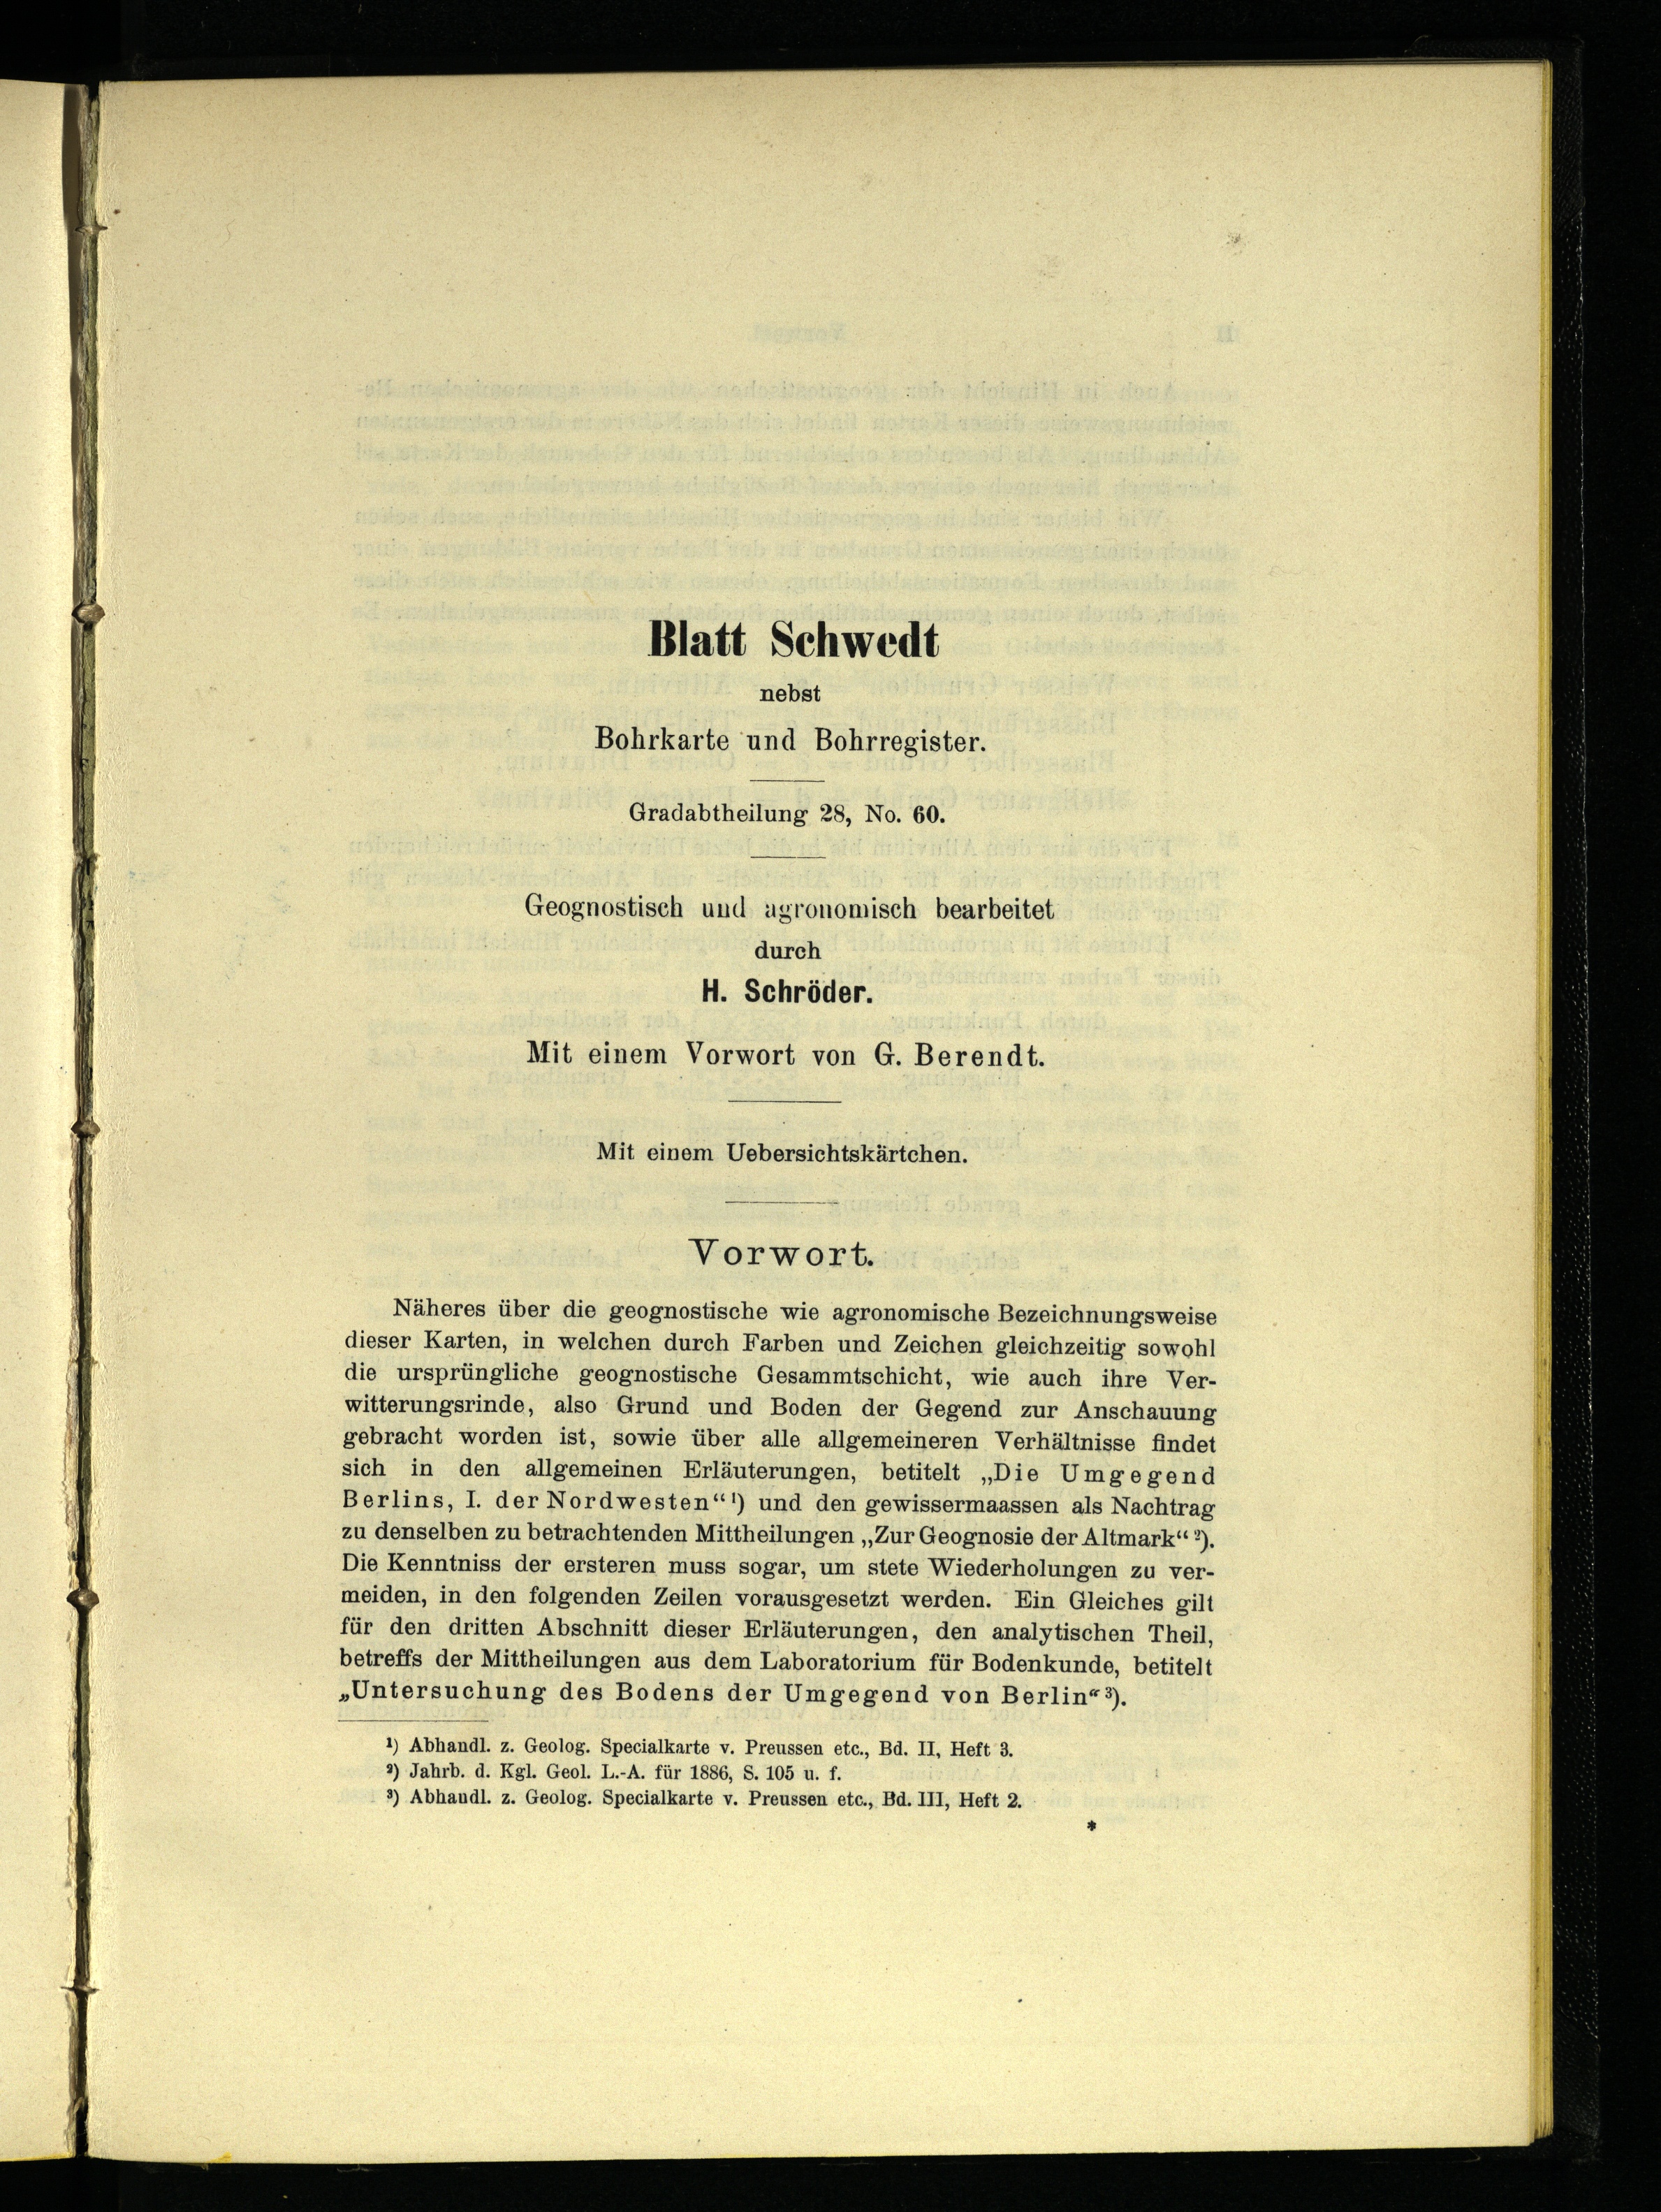 Blatt Schwedt
nebst
Bohrkarte und Bohrregister.
Gradabtheilung 28, No. 60.
Geognostisch und agronomisch bearbeitet
durch
H. Schröder.
Mit einem Vorwort von G. Berendt.
Mit einem Uebersichtskärtchen.
Vorwort.
Näheres über die geognostische wie agronomische Bezeichnungsweise
dieser Karten, in welchen durch Farben und Zeichen gleichzeitig sowohl
die ursprüngliche geognostische Gesammtschicht, wie auch ihre Ver-
witterungsrinde, also Grund und Boden der Gegend zur Anschauung
gebracht worden ist, sowie über alle allgemeineren Verhältnisse findet
sich in den allgemeinen Erläuterungen, betitelt „Die Umgegend
Berlins, I. der Nordwesten“ ¹) und den gewissermaassen als Nachtrag
zu denselben zu betrachtenden Mittheilungen „Zur Geognosie der Altmark“ ²).
Die Kenntniss der ersteren muss sogar, um stete Wiederholungen zu ver-
meiden, in den folgenden Zeilen vorausgesetzt werden. Ein Gleiches gilt
für den dritten Abschnitt dieser Erläuterungen, den analytischen Theil,
betreffs der Mittheilungen aus dem Laboratorium für Bodenkunde, betitelt
„Untersuchung des Bodens der Umgegend von Berlin“ ³).
¹) Abhandl. z. Geolog. Specialkarte v. Preussen etc., Bd. II, Heft 3.
²) Jahrb. d. Kgl. Geol. L.-A. für 1886, S. 105 u. f.
³) Abhandl. z. Geolog. Specialkarte v. Preussen etc., Bd. III, Heft 2.
*